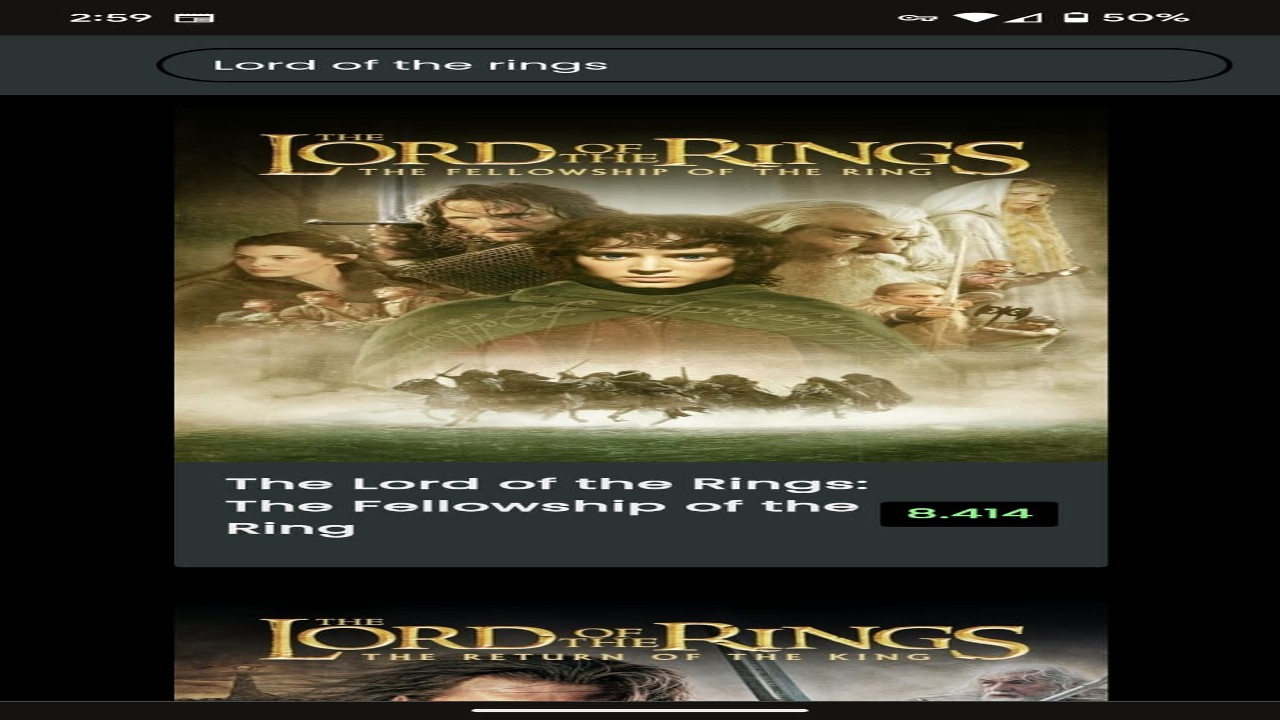 2:59 50%
Lord of the rings
THE LORD OF THE RINGS
THE FELLOWSHIP OF THE RING
The Lord of the Rings:
The Fellowship of the
Ring
8.414
THE LORD OF THE RINGS
THE RETURN OF THE KING